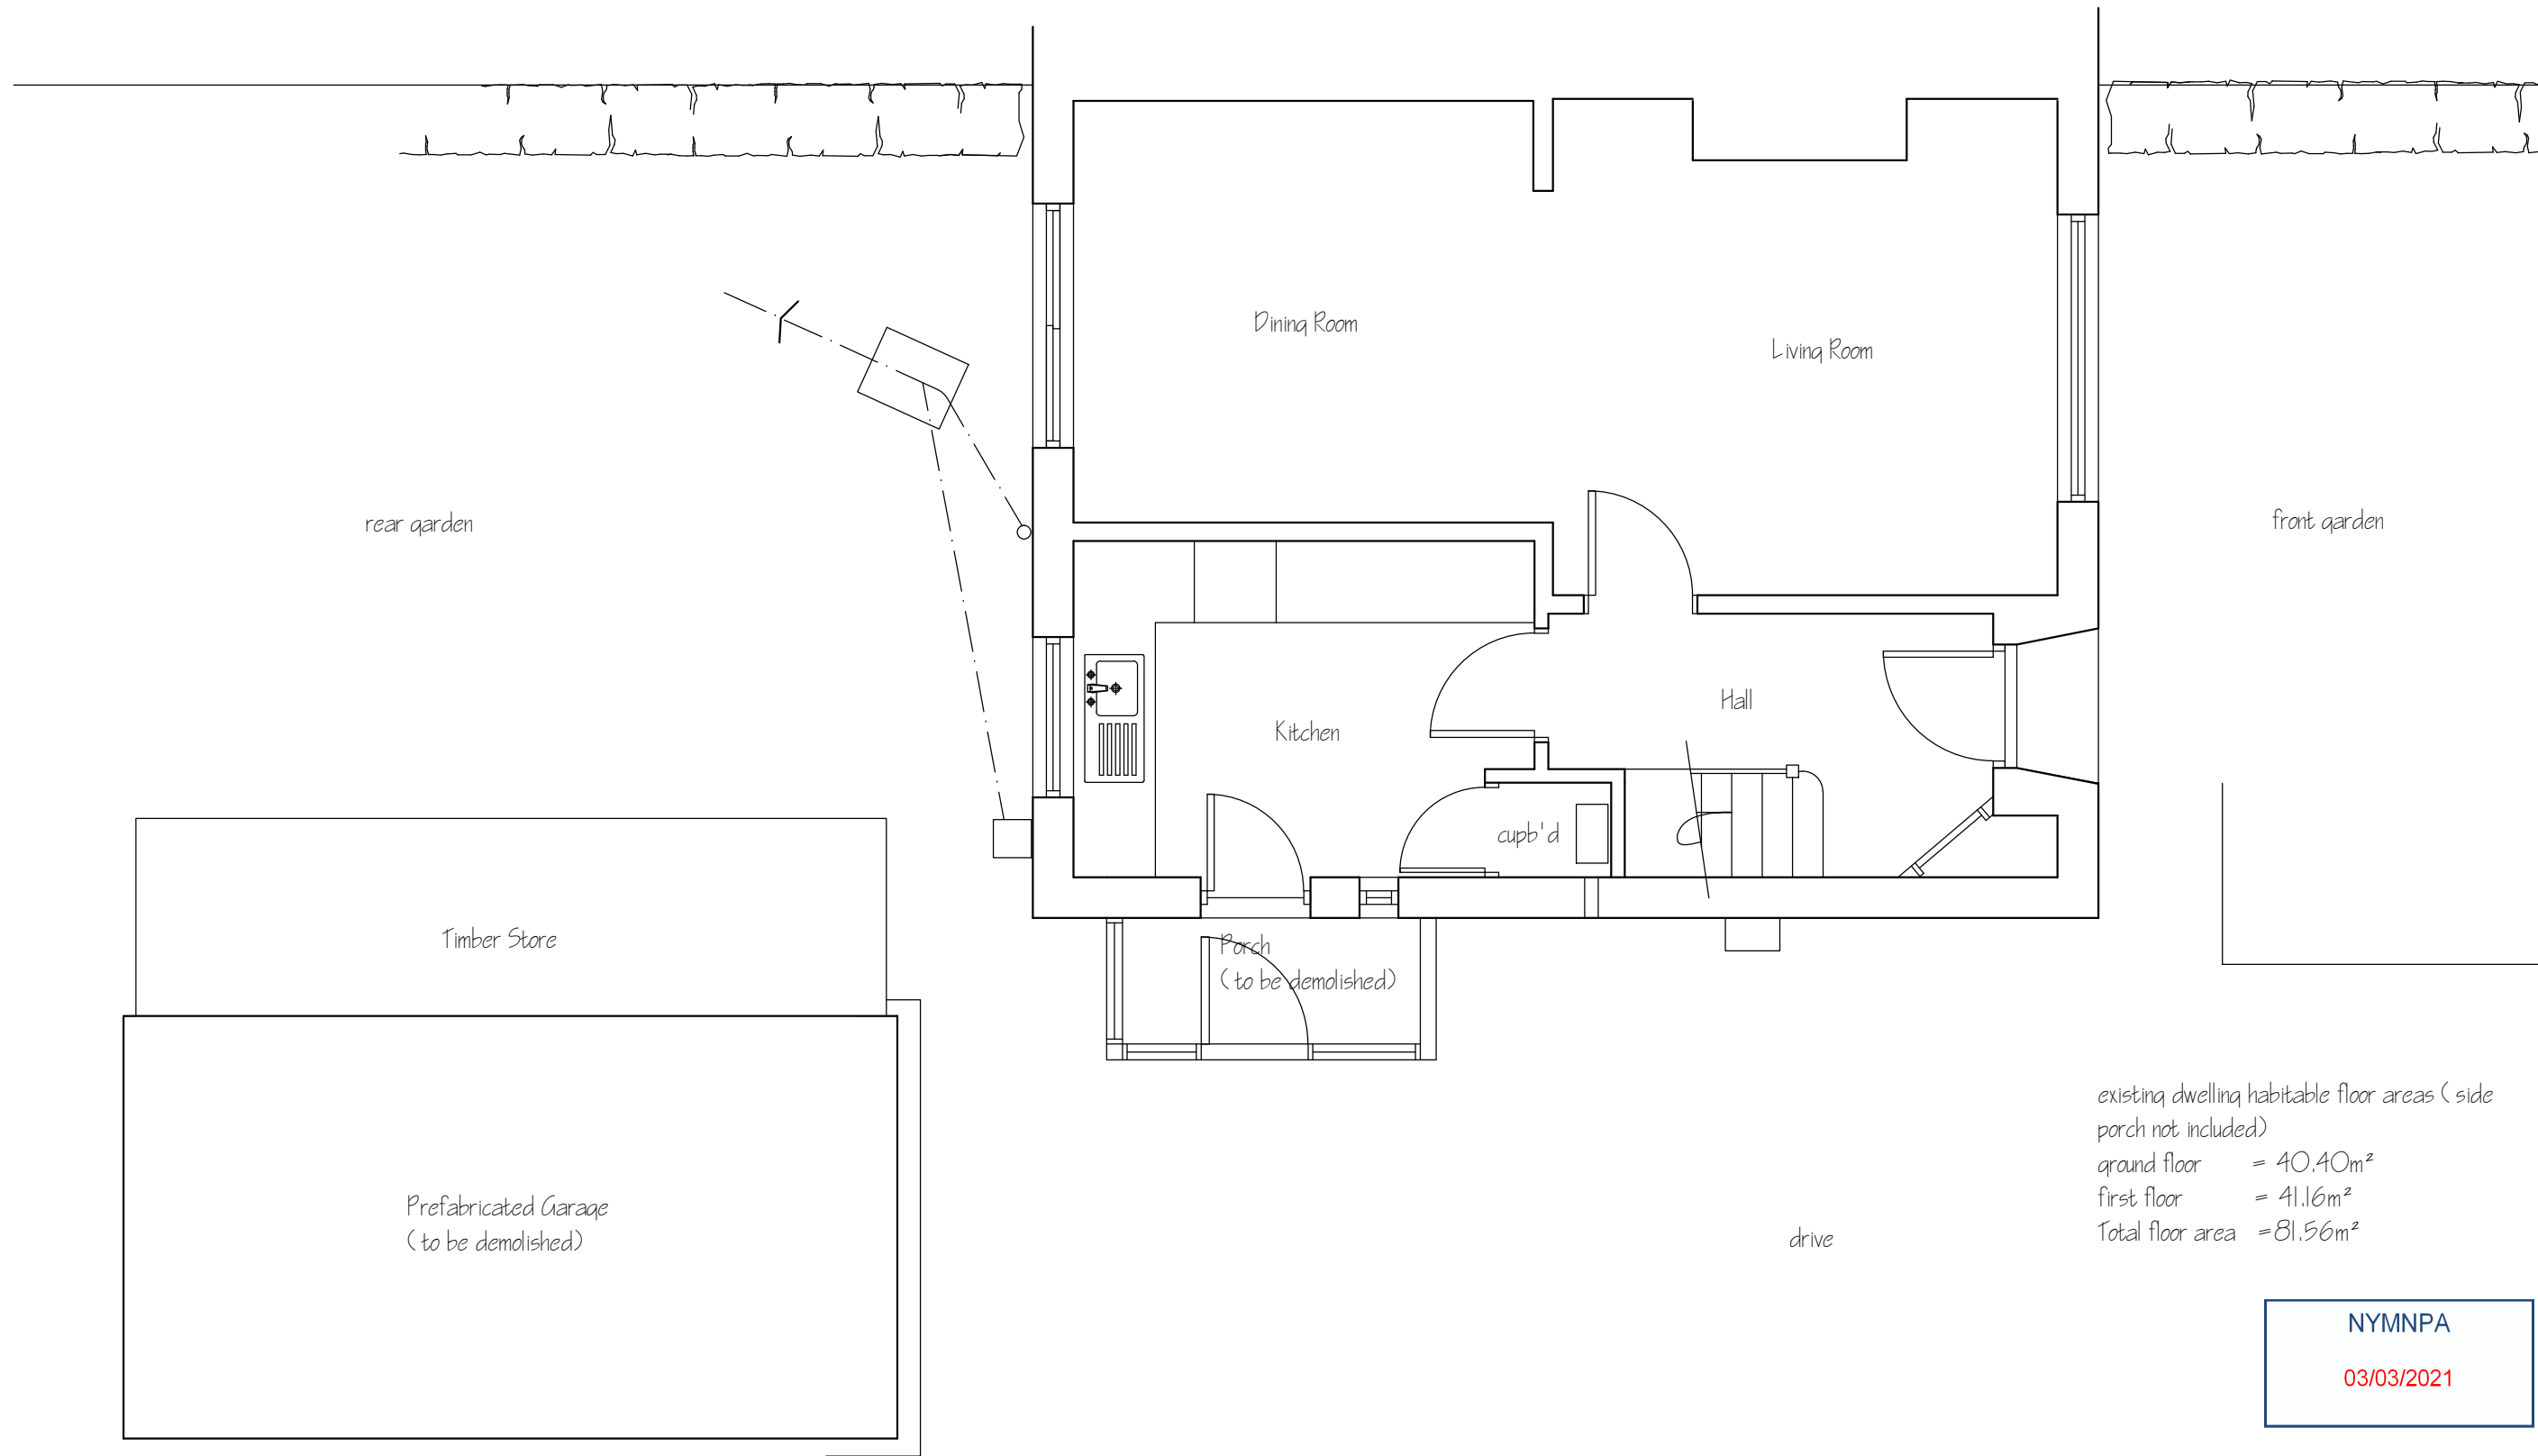 Dining Room
Living Room
rear garden
front garden
Hall
Kitchen
cupb'd
Timber Store
Porch
(to be demolished)
existing dwelling habitable floor areas (side
porch not included)
ground floor = 40.40m²
first floor = 41.16m²
Total floor area =81.56m²
Prefabricated Garage
(to be demolished)
drive
NYMNPA
03/03/2021